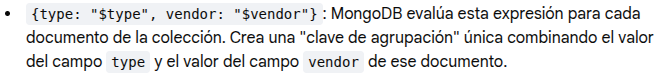 • {type: "$type", vendor: "$vendor"} : MongoDB evalúa esta expresión para cada
documento de la colección. Crea una "clave de agrupación" única combinando el valor
del campo type y el valor del campo vendor de ese documento.